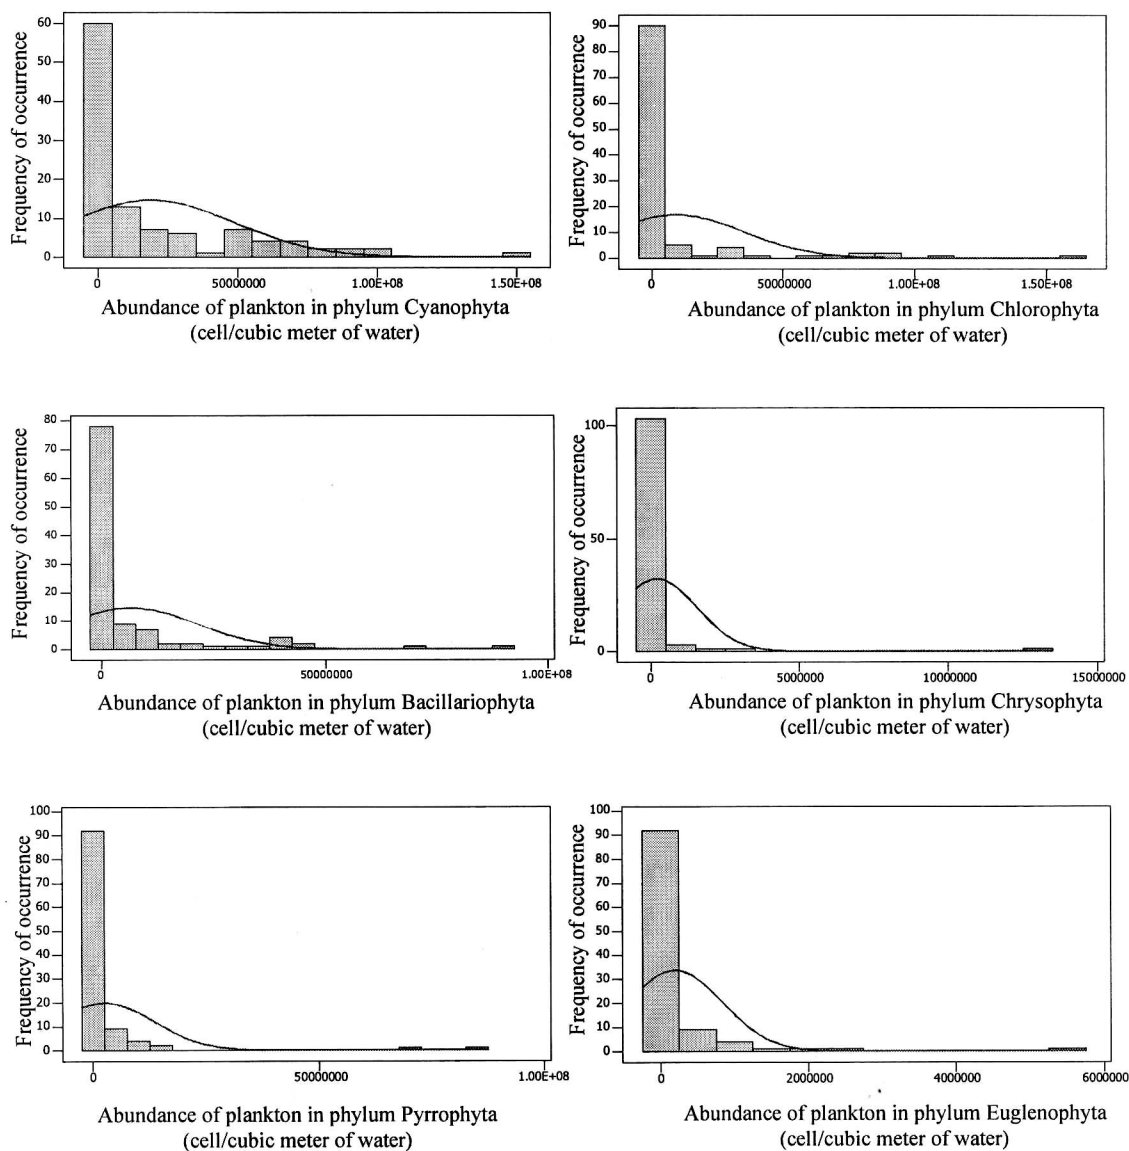 Frequency of occurrence
60
50
40
30
20
10
0
0 50000000 1.00E+08 1.50E+08
Abundance of plankton in phylum Cyanophyta
(cell/cubic meter of water)
Frequency of occurrence
90
80
70
60
50
40
30
20
10
0
0 50000000 1.00E+08 1.50E+08
Abundance of plankton in phylum Chlorophyta
(cell/cubic meter of water)
Frequency of occurrence
80
70
60
50
40
30
20
10
0
0 50000000 1.00E+08
Abundance of plankton in phylum Bacillariophyta
(cell/cubic meter of water)
Frequency of occurrence
100
50
0
0 5000000 10000000 15000000
Abundance of plankton in phylum Chrysophyta
(cell/cubic meter of water)
Frequency of occurrence
100
90
80
70
60
50
40
30
20
10
0
0 50000000 1.00E+08
Abundance of plankton in phylum Pyrrophyta
(cell/cubic meter of water)
Frequency of occurrence
100
90
80
70
60
50
40
30
20
10
0
0 2000000 4000000 6000000
Abundance of plankton in phylum Euglenophyta
(cell/cubic meter of water)